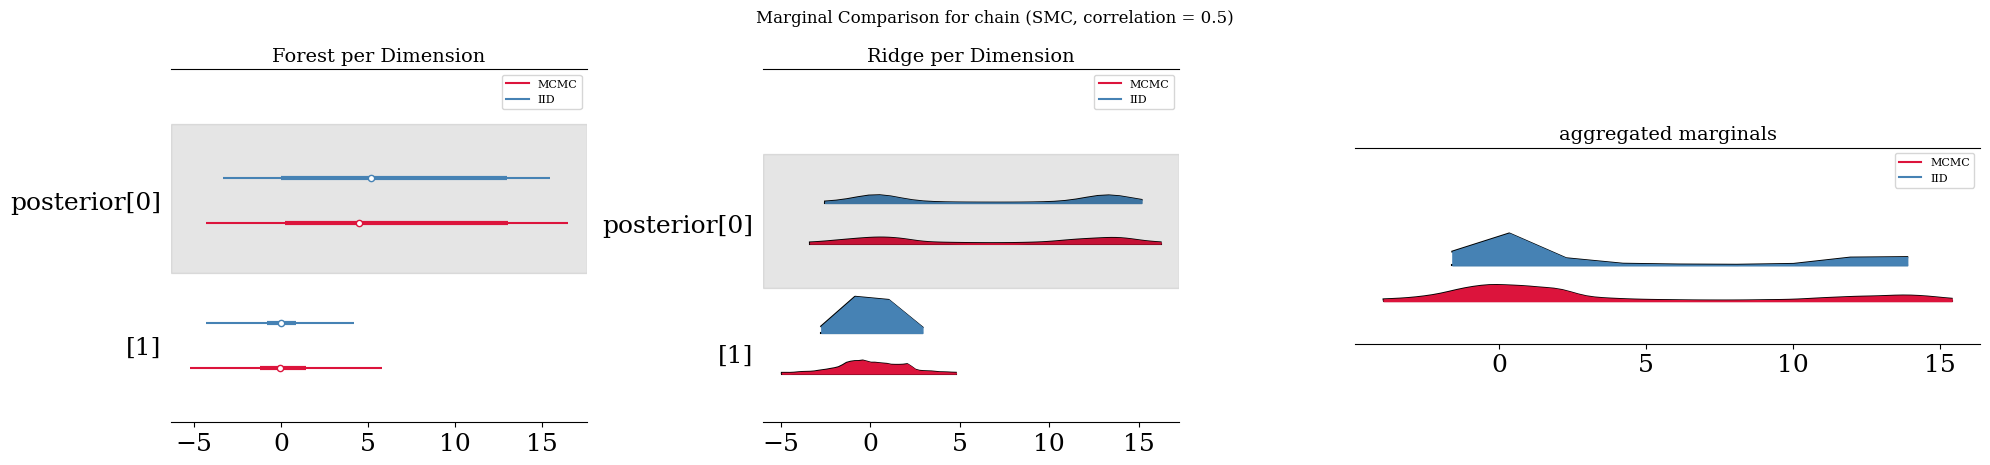 Marginal Comparison for chain (SMC, correlation = 0.5)
Forest per Dimension
MCMC
IID
posterior[0]
[1]
−5 0 5 10 15
Ridge per Dimension
MCMC
IID
posterior[0]
[1]
−5 0 5 10 15
aggregated marginals
MCMC
IID
0 5 10 15